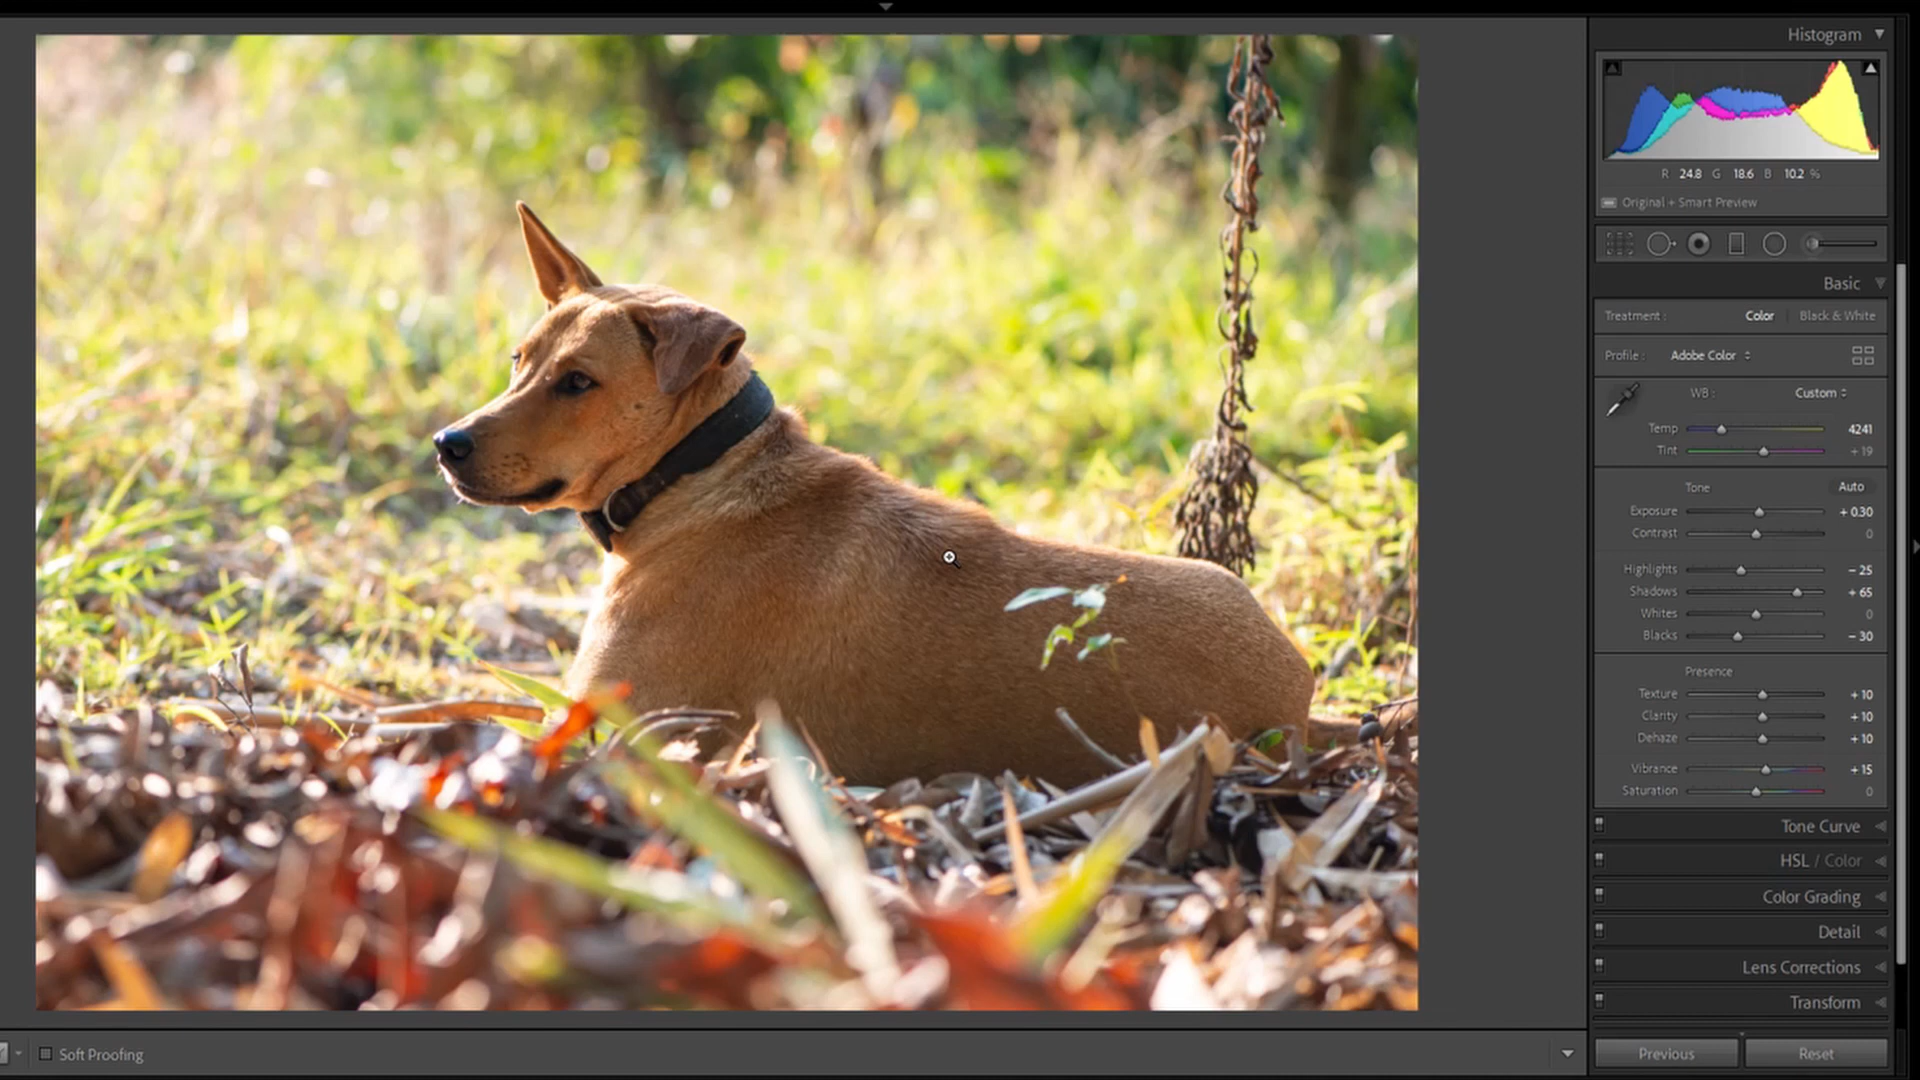 Histogram
R 24.8 G 18.6 B 10.2 %
Original + Smart Preview
Basic
Treatment : Color Black & White
Profile : Adobe Color
WB : Custom
Temp 4241
Tint + 19
Tone Auto
Exposure + 0.30
Contrast 0
Highlights − 25
Shadows + 65
Whites 0
Blacks − 30
Presence
Texture + 10
Clarity + 10
Dehaze + 10
Vibrance + 15
Saturation 0
Tone Curve
HSL / Color
Color Grading
Detail
Lens Corrections
Transform
Soft Proofing
Previous Reset